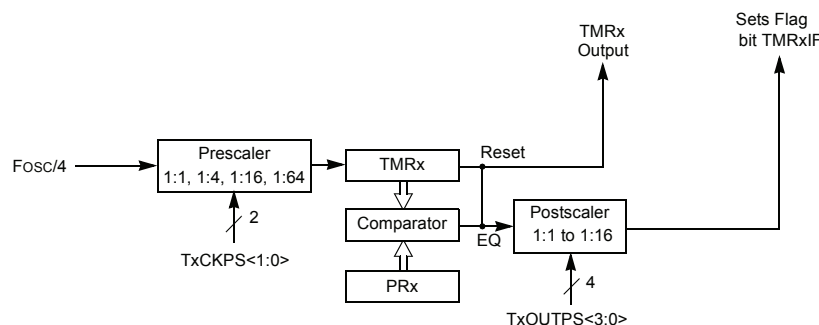 TMRx
Output
Sets Flag
bit TMRxIF
FOSC/4
Prescaler
1:1, 1:4, 1:16, 1:64
2
TxCKPS<1:0>
TMRx
Reset
Comparator
EQ
PRx
Postscaler
1:1 to 1:16
4
TxOUTPS<3:0>